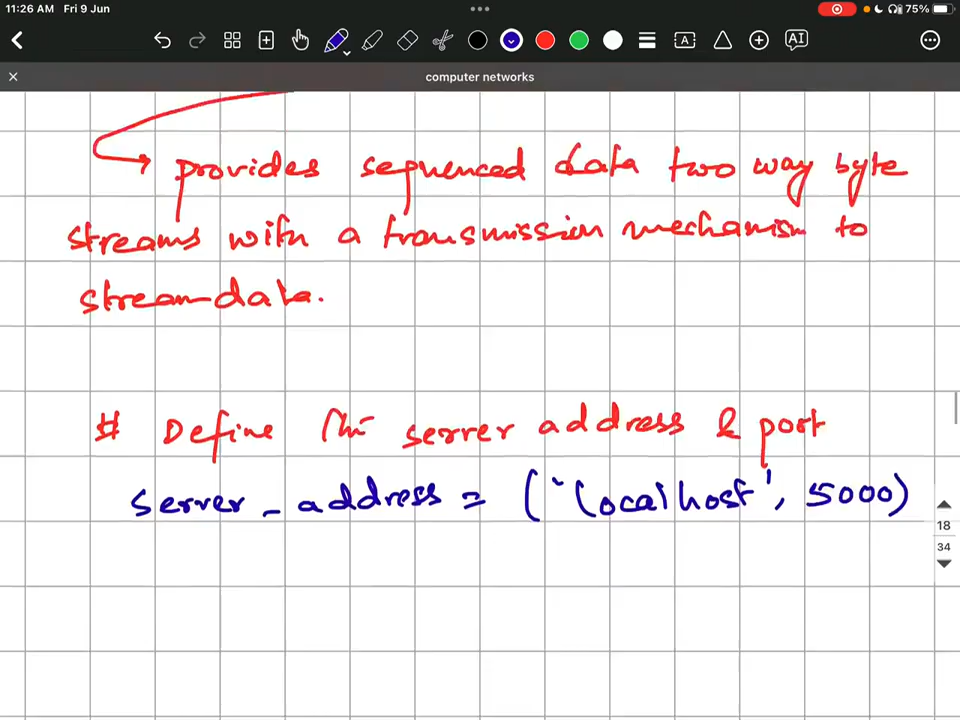 11:26 AM Fri 9 Jun 75%
A AI
computer networks
provides sequenced data two way byte
streams with a transmission mechanism to
stream data.
# Define the server address & port
server_address = ('localhost', 5000)
18
34